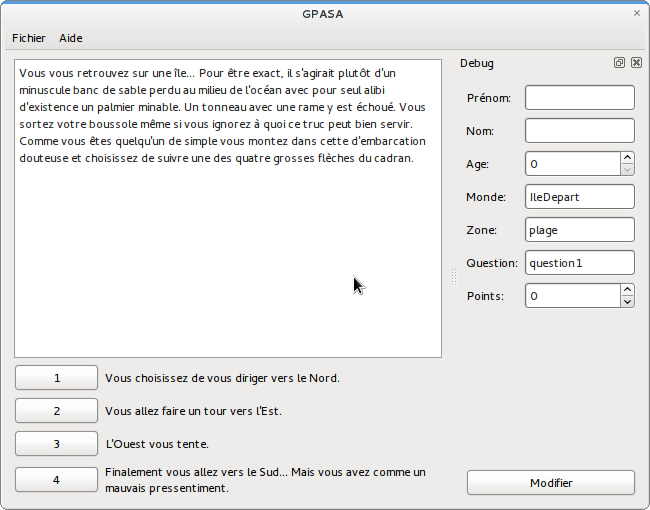 GPASA
Fichier Aide
Vous vous retrouvez sur une île... Pour être exact, il s'agirait plutôt d'un
minuscule banc de sable perdu au milieu de l'océan avec pour seul alibi
d'existence un palmier minable. Un tonneau avec une rame y est échoué. Vous
sortez votre boussole même si vous ignorez à quoi ce truc peut bien servir.
Comme vous êtes quelqu'un de simple vous montez dans cette d'embarcation
douteuse et choisissez de suivre une des quatre grosses flèches du cadran.
1 Vous choisissez de vous diriger vers le Nord.
2 Vous allez faire un tour vers l'Est.
3 L'Ouest vous tente.
4 Finalement vous allez vers le Sud... Mais vous avez comme un
mauvais pressentiment.
Debug
Prénom:
Nom:
Age: 0
Monde: IleDepart
Zone: plage
Question: question1
Points: 0
Modifier